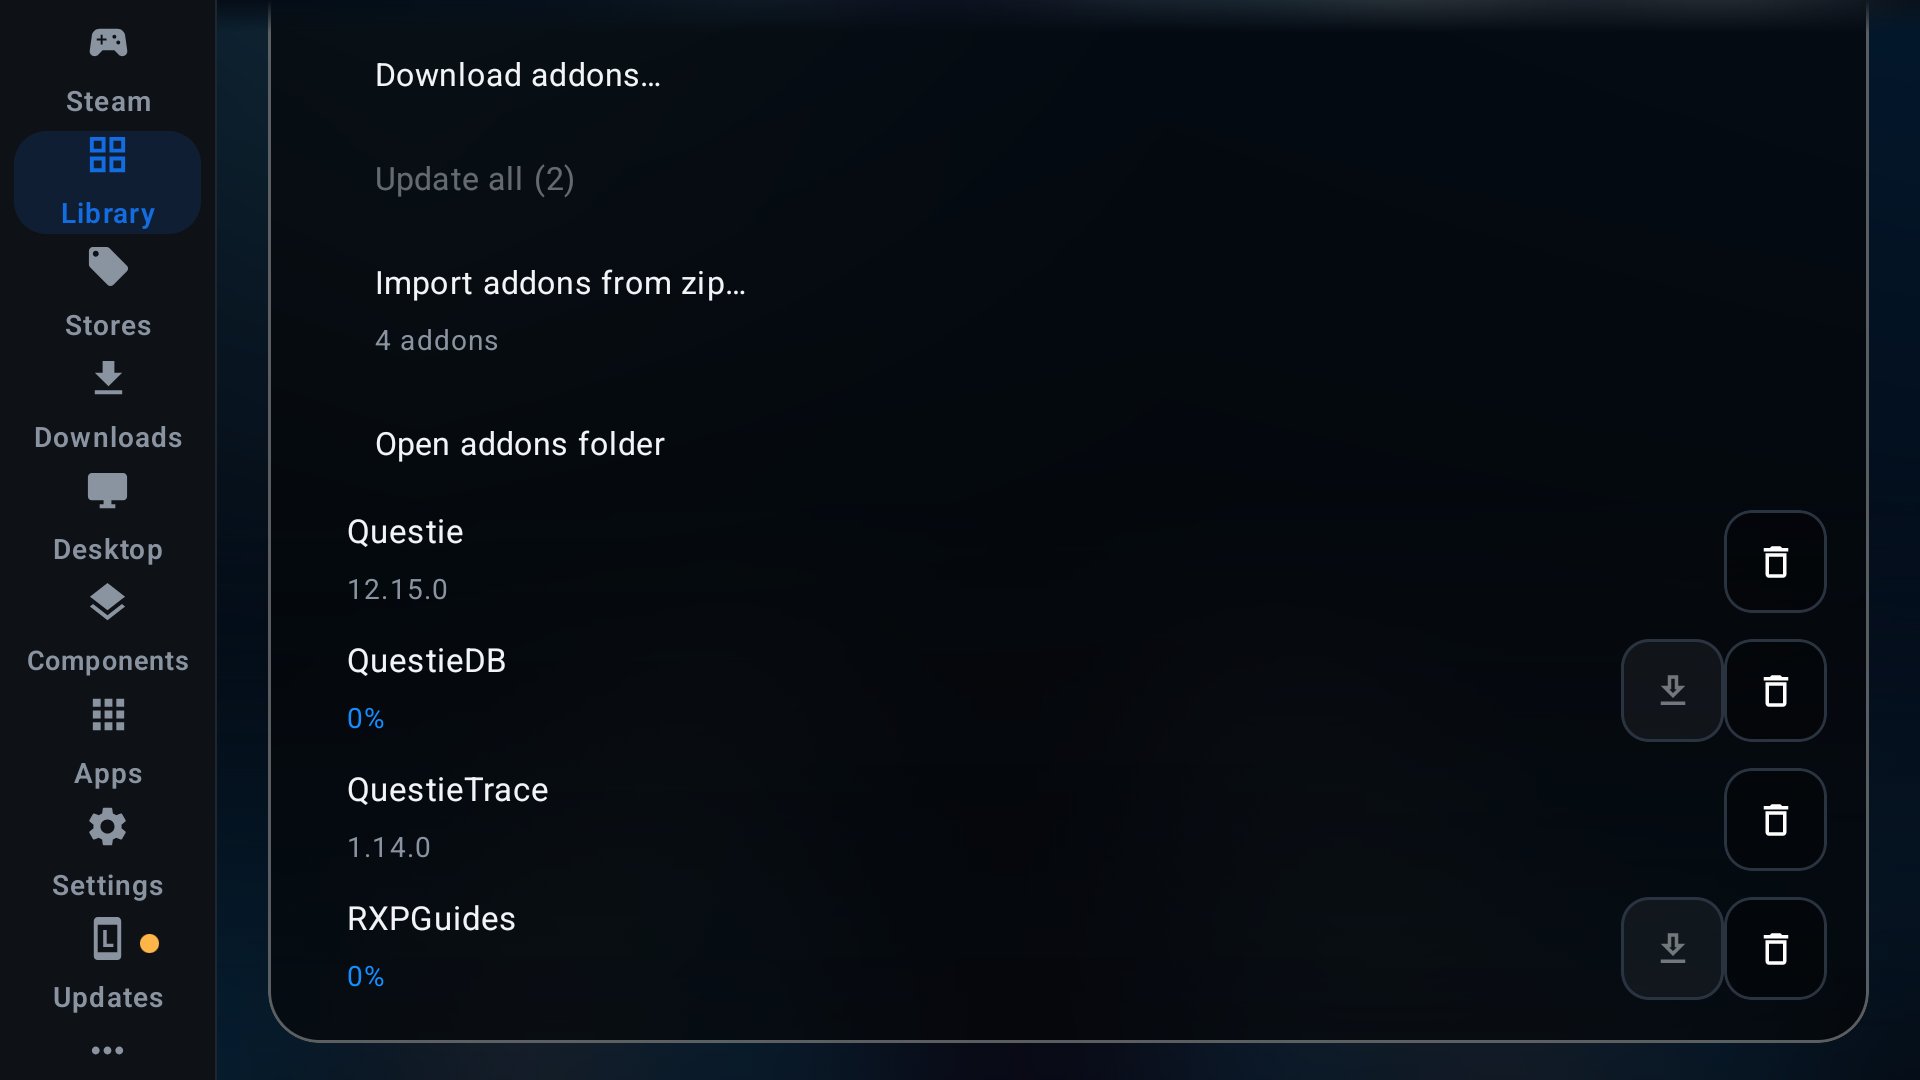 Steam
Library
Stores
Downloads
Desktop
Components
Apps
Settings
L
Updates
Download addons…
Update all (2)
Import addons from zip…
4 addons
Open addons folder
Questie
12.15.0
QuestieDB
0%
QuestieTrace
1.14.0
RXPGuides
0%